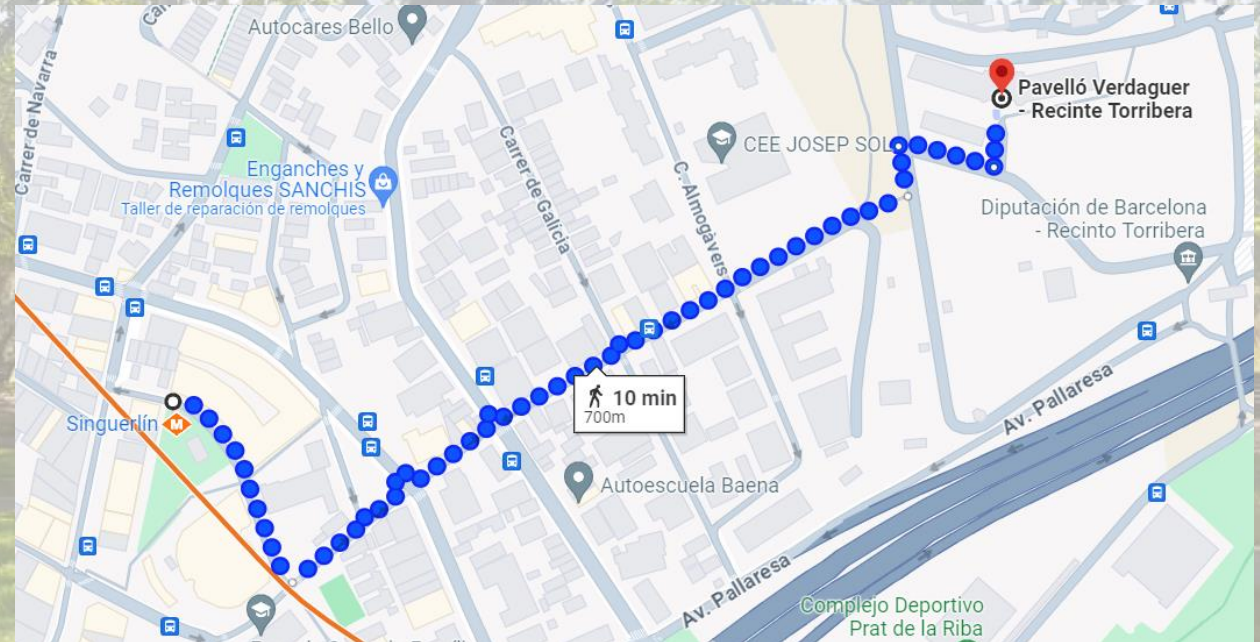 Autocares Bello
Carrer de Navarra
Pavelló Verdaguer
- Recinte Torribera
CEE JOSEP SOL
Enganches y
Remolques SANCHIS
Taller de reparación de remolques
Carrer de Galicia
C. Almogàvers
Diputación de Barcelona
- Recinto Torribera
10 min
700m
Singuerlín
M
Av. Pallaresa
Autoescuela Baena
Av. Pallaresa
Complejo Deportivo
Prat de la Riba